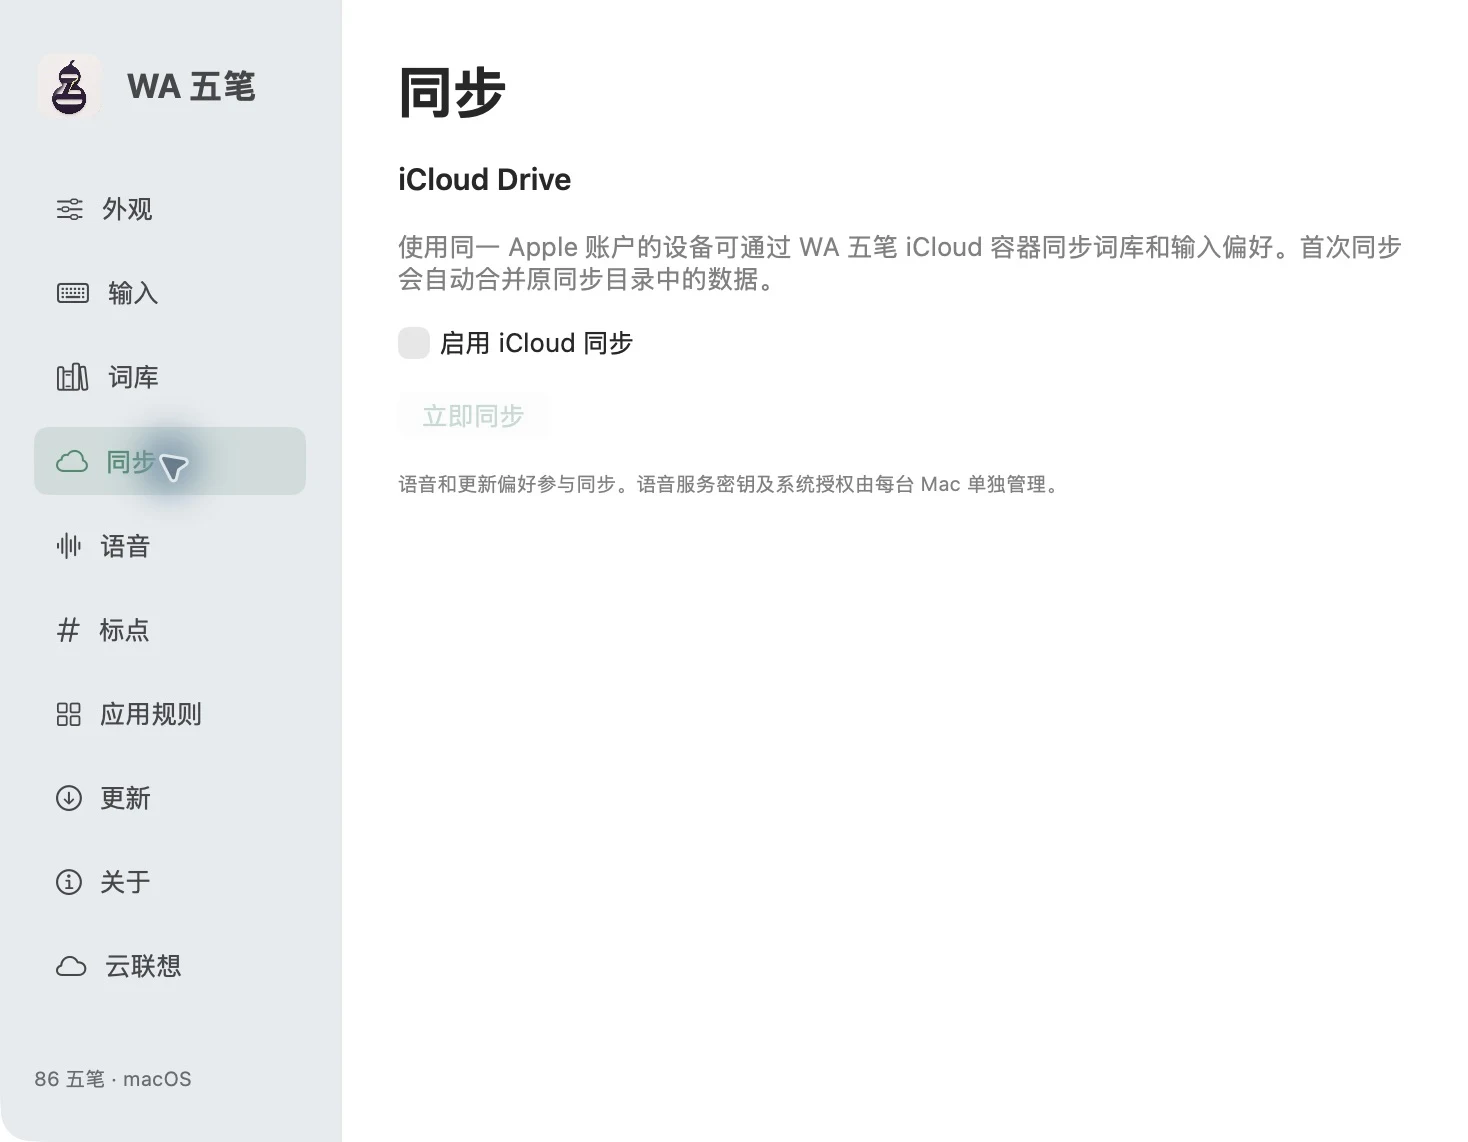 WA 五笔
外观
输入
词库
同步
语音
标点
应用规则
更新
关于
云联想
86 五笔 · macOS
同步
iCloud Drive
使用同一 Apple 账户的设备可通过 WA 五笔 iCloud 容器同步词库和输入偏好。首次同步
会自动合并原同步目录中的数据。
启用 iCloud 同步
立即同步
语音和更新偏好参与同步。语音服务密钥及系统授权由每台 Mac 单独管理。